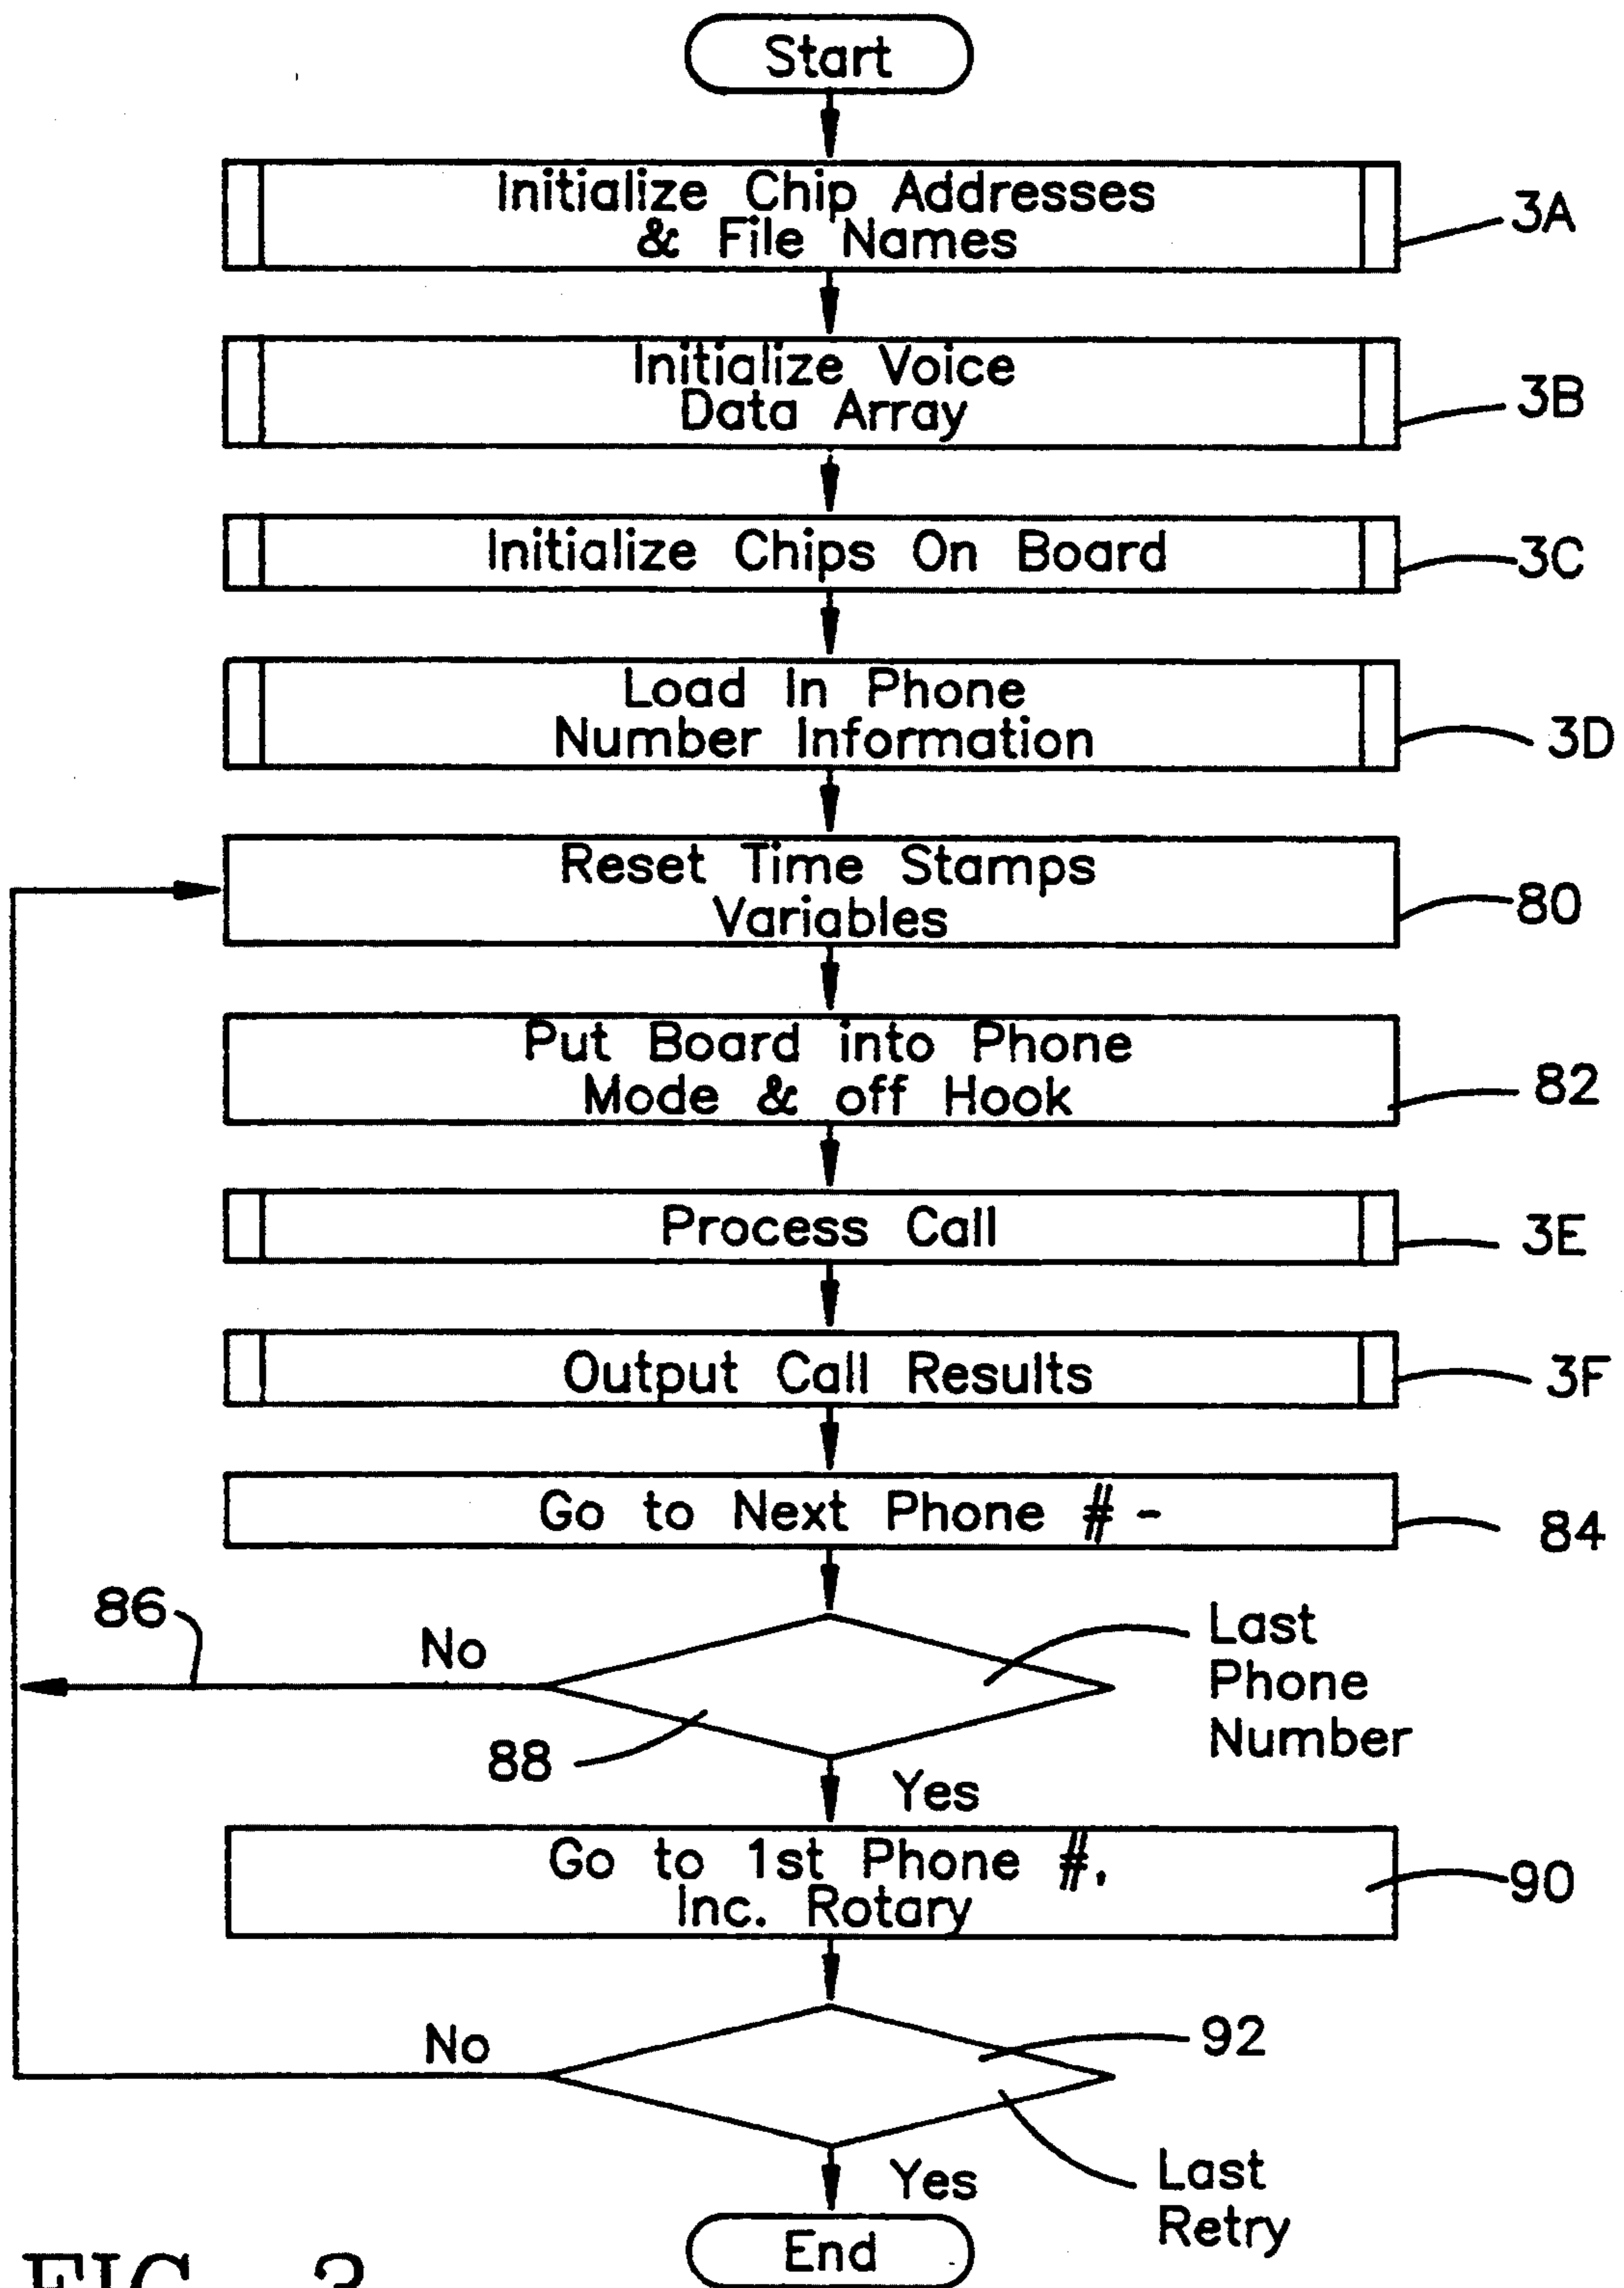 Start
Initialize Chip Addresses
& File Names
3A
Initialize Voice
Data Array
3B
Initialize Chips On Board
3C
Load In Phone
Number Information
3D
Reset Time Stamps
Variables
80
Put Board into Phone
Mode & off Hook
82
Process Call
3E
Output Call Results
3F
Go to Next Phone # -
84
86
No
Last
Phone
Number
88
Yes
Go to 1st Phone #,
Inc. Rotary
90
No
92
Yes
Last
Retry
End
FIG. 3